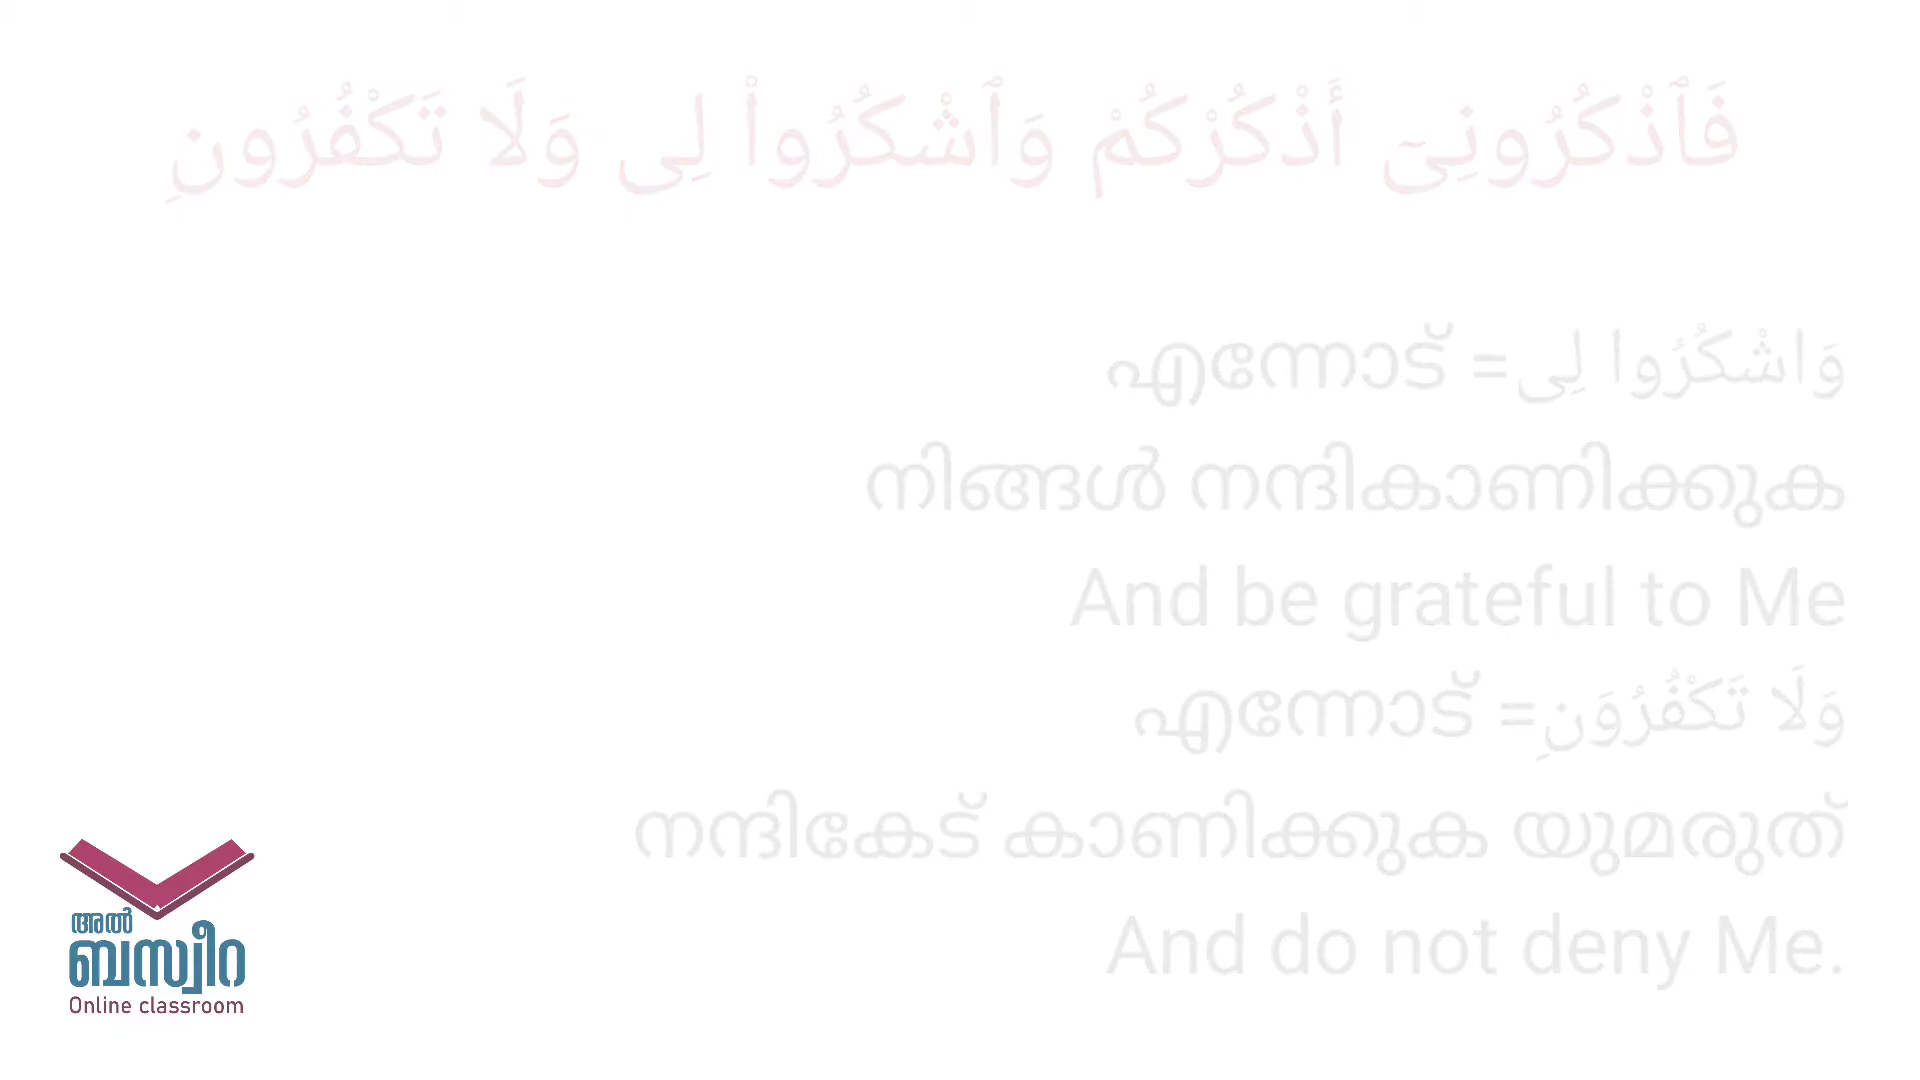 فَٱذْكُرُونِىٓ أَذْكُرْكُمْ وَٱشْكُرُوا۟ لِى وَلَا تَكْفُرُونِ
وَاشْكُرُوا لِى= എന്നോട്
നിങ്ങൾ നന്ദികാണിക്കുക
And be grateful to Me
وَلَا تَكْفُرُوَنِ= എന്നോട്
നന്ദികേട് കാണിക്കുക യുമരുത്
And do not deny Me.
അൽ
ബസ്വീറ
Online classroom